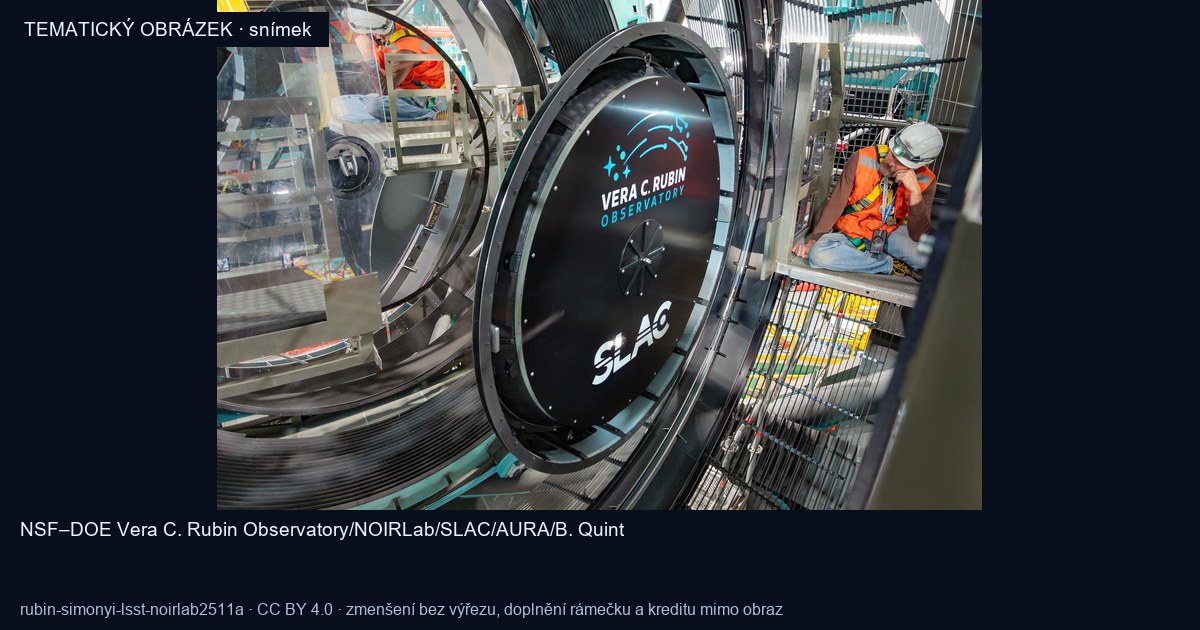 TEMATICKÝ OBRÁZEK · snímek
VERA C. RUBIN
OBSERVATORY
SLAC
NSF–DOE Vera C. Rubin Observatory/NOIRLab/SLAC/AURA/B. Quint
rubin-simonyi-lsst-noirlab2511a · CC BY 4.0 · zmenšení bez výřezu, doplnění rámečku a kreditu mimo obraz